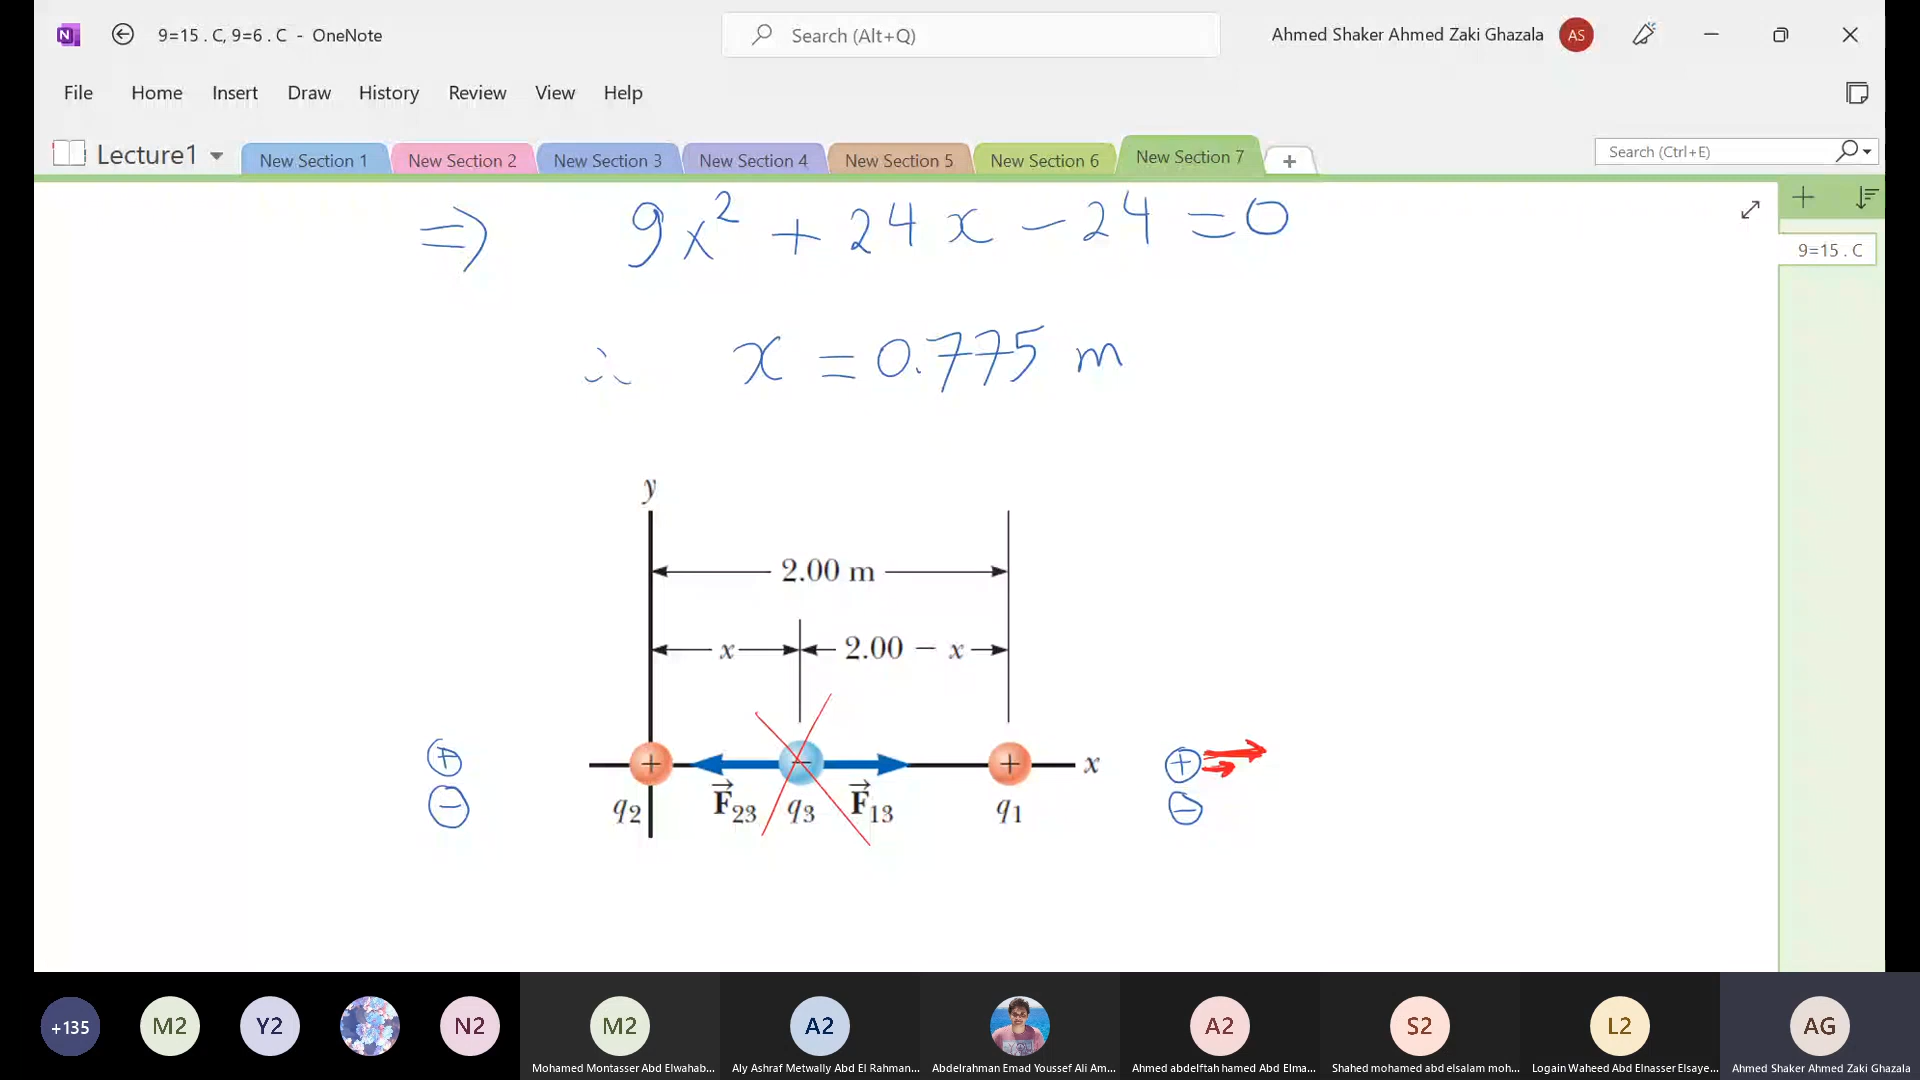 9=15 . C, 9=6 . C - OneNote
Search (Alt+Q)
Ahmed Shaker Ahmed Zaki Ghazala
AS
File Home Insert Draw History Review View Help
Lecture1
New Section 1
New Section 2
New Section 3
New Section 4
New Section 5
New Section 6
New Section 7
+
Search (Ctrl+E)
9=15 . C
⇒ 9x² + 24x - 24 = 0
∴ x = 0.775 m
y
2.00 m
x
2.00 − x
+ + − + + x
− q2 F23 q3 F13 q1 −
+135
M2
Y2
N2
M2
A2
A2
S2
L2
AG
Mohamed Montasser Abd Elwahab...
Aly Ashraf Metwally Abd El Rahman...
Abdelrahman Emad Youssef Ali Am...
Ahmed abdelftah hamed Abd Elma...
Shahed mohamed abd elsalam moh...
Logain Waheed Abd Elnasser Elsaye...
Ahmed Shaker Ahmed Zaki Ghazala